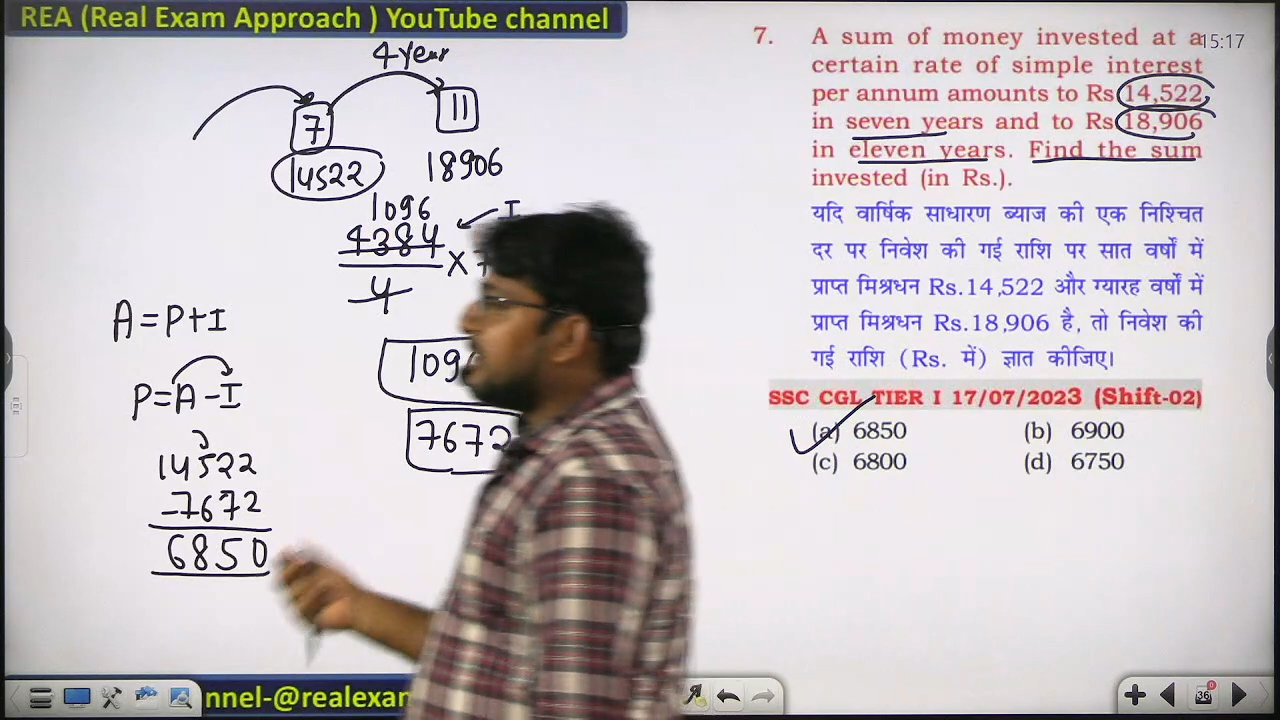 REA (Real Exam Approach ) YouTube channel
4 Year
7
11
14522
18906
1096
I
4384
× 7
4
A=P+I
P=A-I
14522
-7672
6850
7672
7. A sum of money invested at a
15:17
certain rate of simple interest
per annum amounts to Rs 14,522
in seven years and to Rs 18,906
in eleven years. Find the sum
invested (in Rs.).
यदि वार्षिक साधारण ब्याज की एक निश्चित
दर पर निवेश की गई राशि पर सात वर्षों में
प्राप्त मिश्रधन Rs.14,522 और ग्यारह वर्षों में
प्राप्त मिश्रधन Rs.18,906 है, तो निवेश की
गई राशि (Rs. में) ज्ञात कीजिए।
SSC CGL TIER I 17/07/2023 (Shift-02)
(a) 6850 (b) 6900
(c) 6800 (d) 6750
36